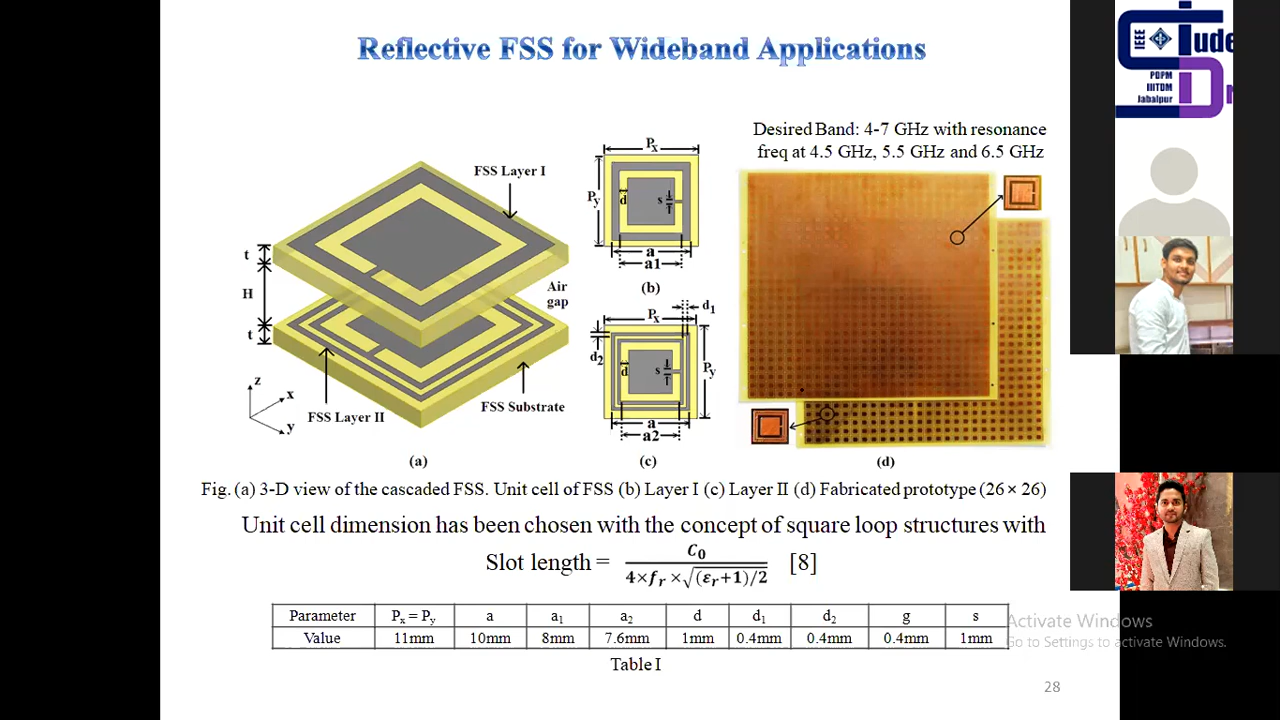 Reflective FSS for Wideband Applications
Desired Band: 4-7 GHz with resonance
freq at 4.5 GHz, 5.5 GHz and 6.5 GHz
FSS Layer I
t
H
t
Air
gap
z
x
y
FSS Layer II
FSS Substrate
(a)
Px
Py
d
s
a
a1
(b)
d1
Px
d2
d
s
Py
a
a2
(c)
(d)
Fig. (a) 3-D view of the cascaded FSS. Unit cell of FSS (b) Layer I (c) Layer II (d) Fabricated prototype (26 × 26)
Unit cell dimension has been chosen with the concept of square loop structures with
Slot length = C0 / 4×fr×√(εr+1)/2 [8]
Parameter Px = Py a a1 a2 d d1 d2 g s
Value 11mm 10mm 8mm 7.6mm 1mm 0.4mm 0.4mm 0.4mm 1mm
Table I
28
IEEE
PDPM
IIITDM
Jabalpur
Activate Windows
Go to Settings to activate Windows.